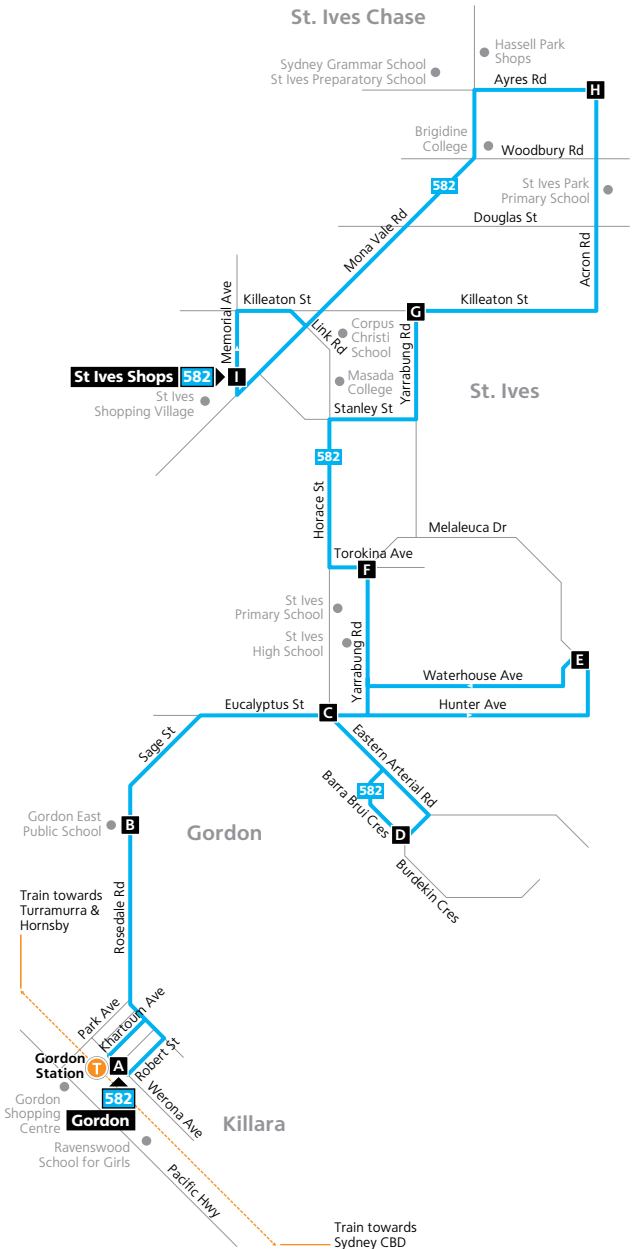 St. Ives Chase
Hassell Park
Shops
Sydney Grammar School
St Ives Preparatory School
Ayres Rd
H
Brigidine
College
Woodbury Rd
582
St Ives Park
Primary School
Douglas St
Mona Vale Rd
Acron Rd
Memorial Ave
Killeaton St
G
Killeaton St
Link Rd
Corpus
Christi
School
Yarrabung Rd
St Ives Shops
582
I
Masada
College
St. Ives
St Ives
Shopping Village
Stanley St
582
Horace St
Melaleuca Dr
Torokina Ave
F
St Ives
Primary School
St Ives
High School
Yarrabung Rd
E
Waterhouse Ave
Eucalyptus St
C
Hunter Ave
Sage St
Eastern Arterial Rd
582
Barra Brui Cres
Gordon East
Public School
B
Gordon
D
Burdekin Cres
Train towards
Turramurra &
Hornsby
Rosedale Rd
Park Ave
Khartoum Ave
Gordon
Station
T
A
Robert St
582
Gordon
Gordon
Shopping
Centre
Werona Ave
Killara
Ravenswood
School for Girls
Pacific Hwy
Train towards
Sydney CBD